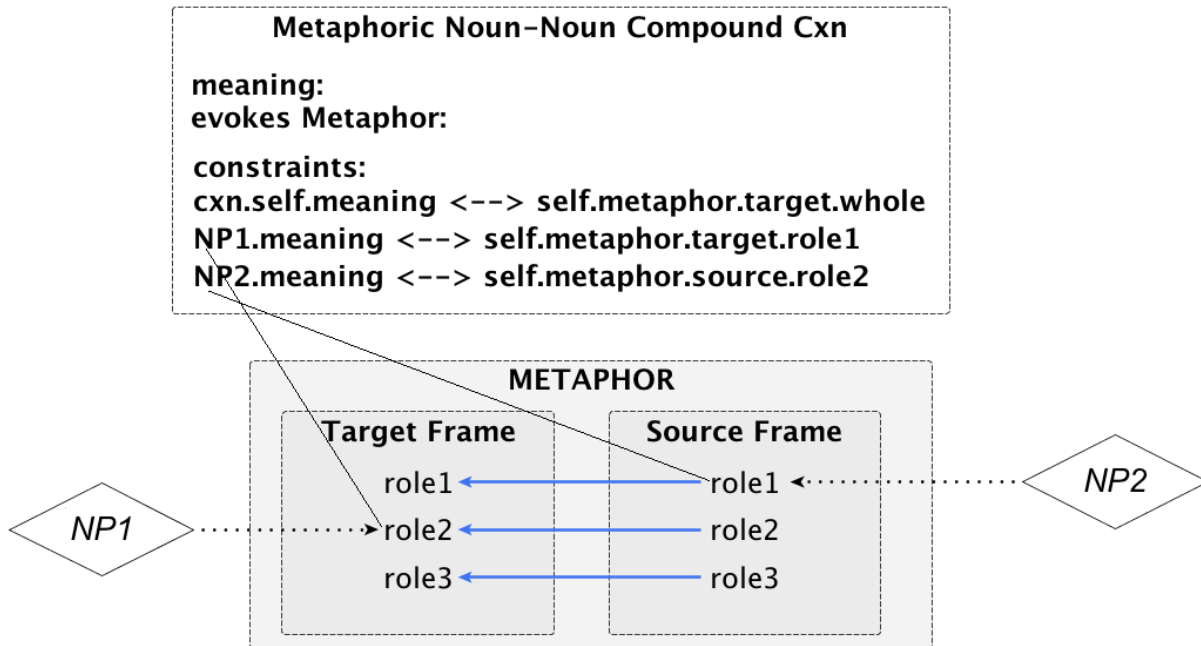 Metaphoric Noun-Noun Compound Cxn
meaning:
evokes Metaphor:
constraints:
cxn.self.meaning <--> self.metaphor.target.whole
NP1.meaning <--> self.metaphor.target.role1
NP2.meaning <--> self.metaphor.source.role2
METAPHOR
Target Frame
Source Frame
role1
role1
NP2
NP1
role2
role2
role3
role3